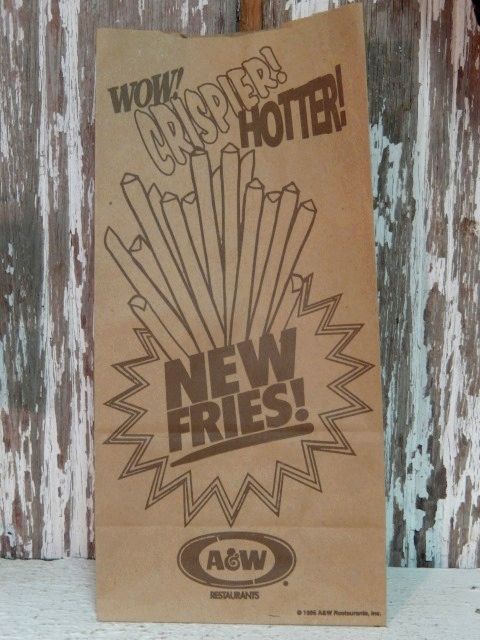 WOW!
CRISPIER!
HOTTER!
NEW
FRIES!
A&W®
RESTAURANTS
© 1995 A&W Restaurants, Inc.